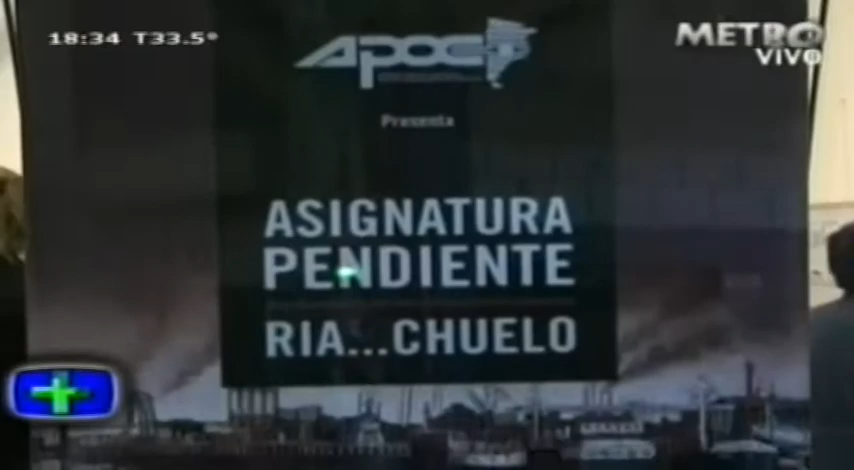 18:34 T33.5°
METRO
VIVO
APOC
Presenta
ASIGNATURA
PENDIENTE
RIA...CHUELO